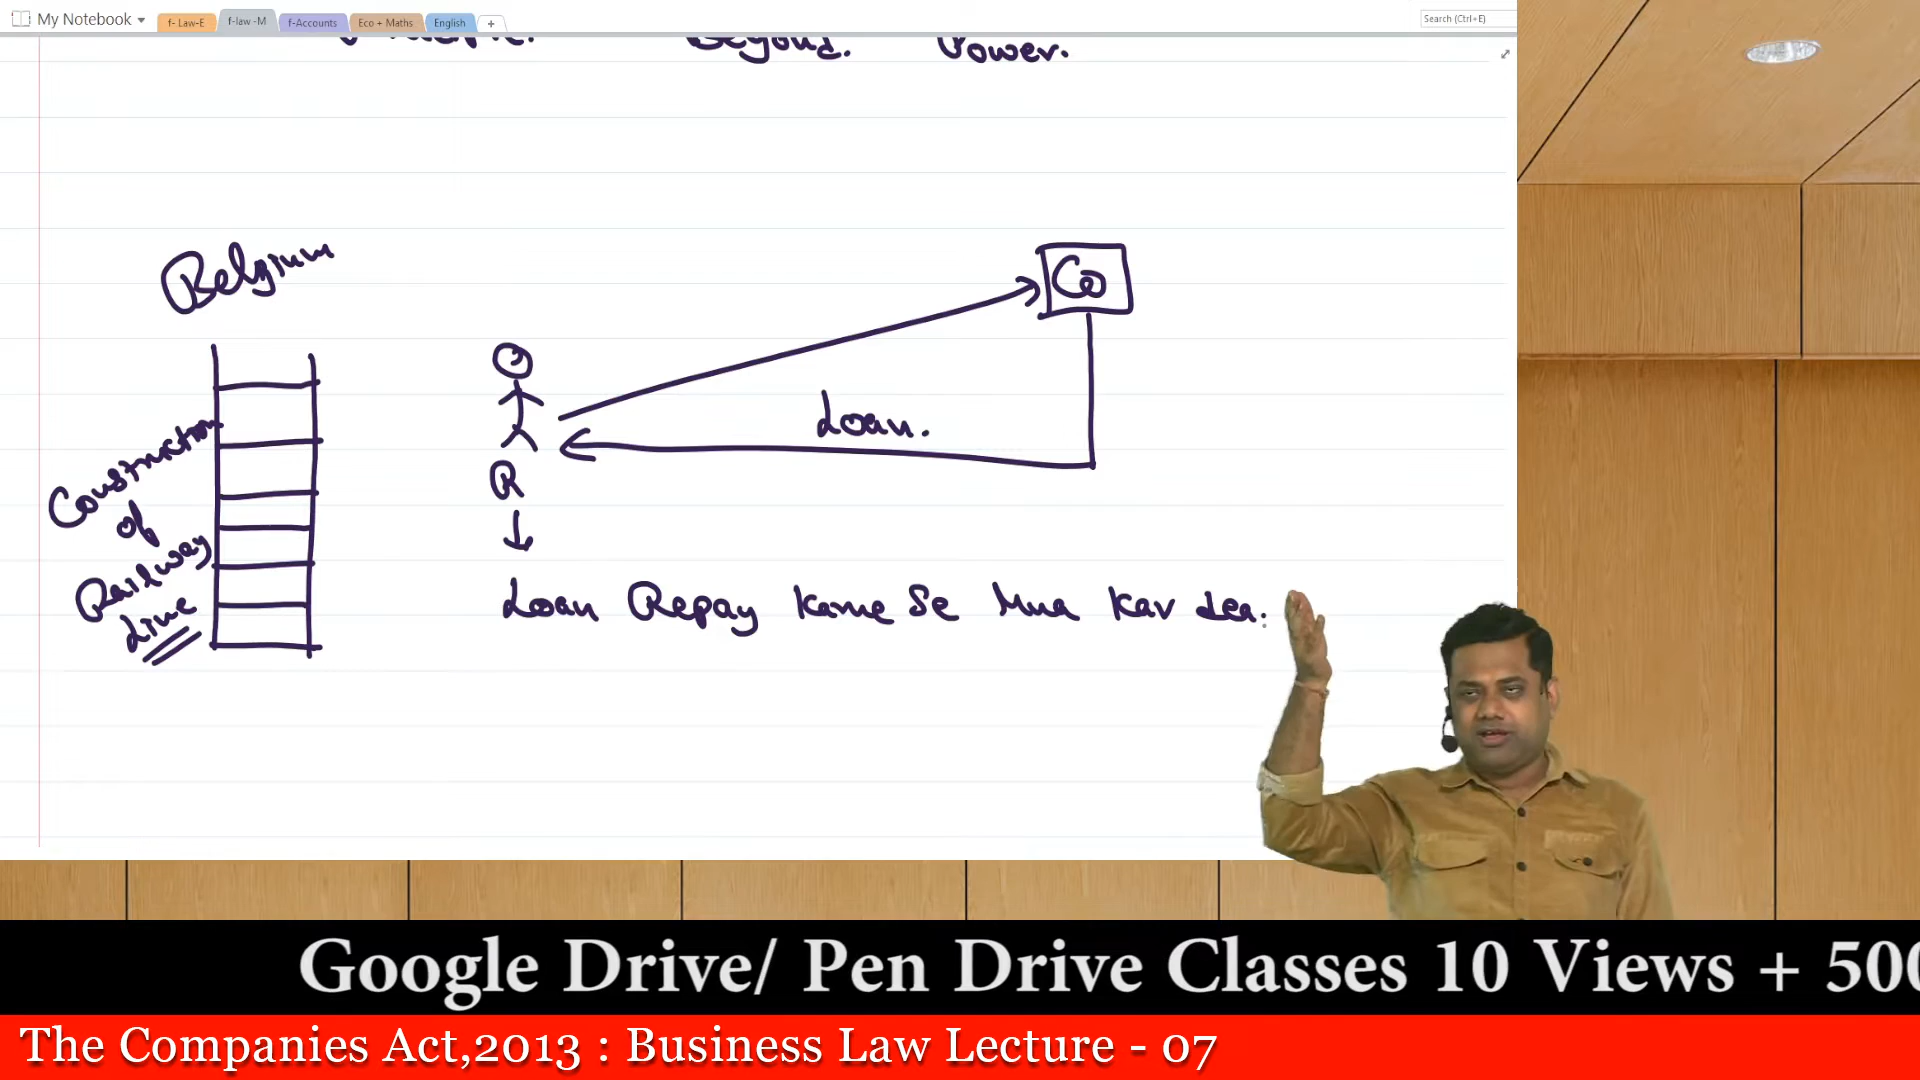 My Notebook f- Law-E f-law -M f-Accounts Eco + Maths English + Search (Ctrl+E)
Beyond. Power.
Belgium
Co
Loan.
Construction
of
Railway
Line
R
Loan Repay Karne Se Mna Kar dea.
Google Drive/ Pen Drive Classes 10 Views + 500
The Companies Act,2013 : Business Law Lecture - 07